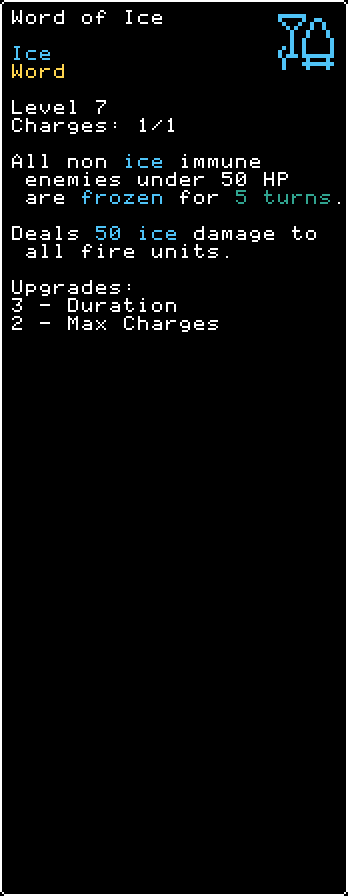 Word of Ice
Ice
Word
Level 7
Charges: 1/1
All non ice immune
enemies under 50 HP
are frozen for 5 turns.
Deals 50 ice damage to
all fire units.
Upgrades:
3 - Duration
2 - Max Charges